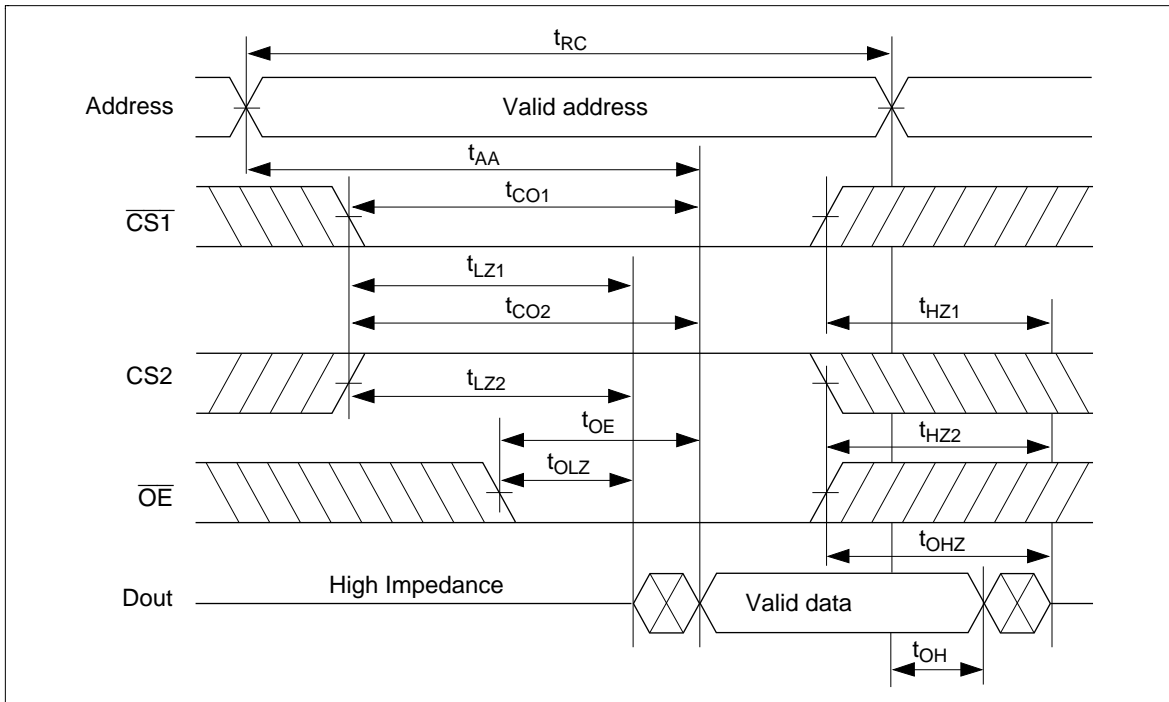 tRC
Address
Valid address
tAA
CS1
tCO1
tLZ1
tCO2
tHZ1
CS2
tLZ2
tOE
tHZ2
OE
tOLZ
tOHZ
Dout
High Impedance
Valid data
tOH